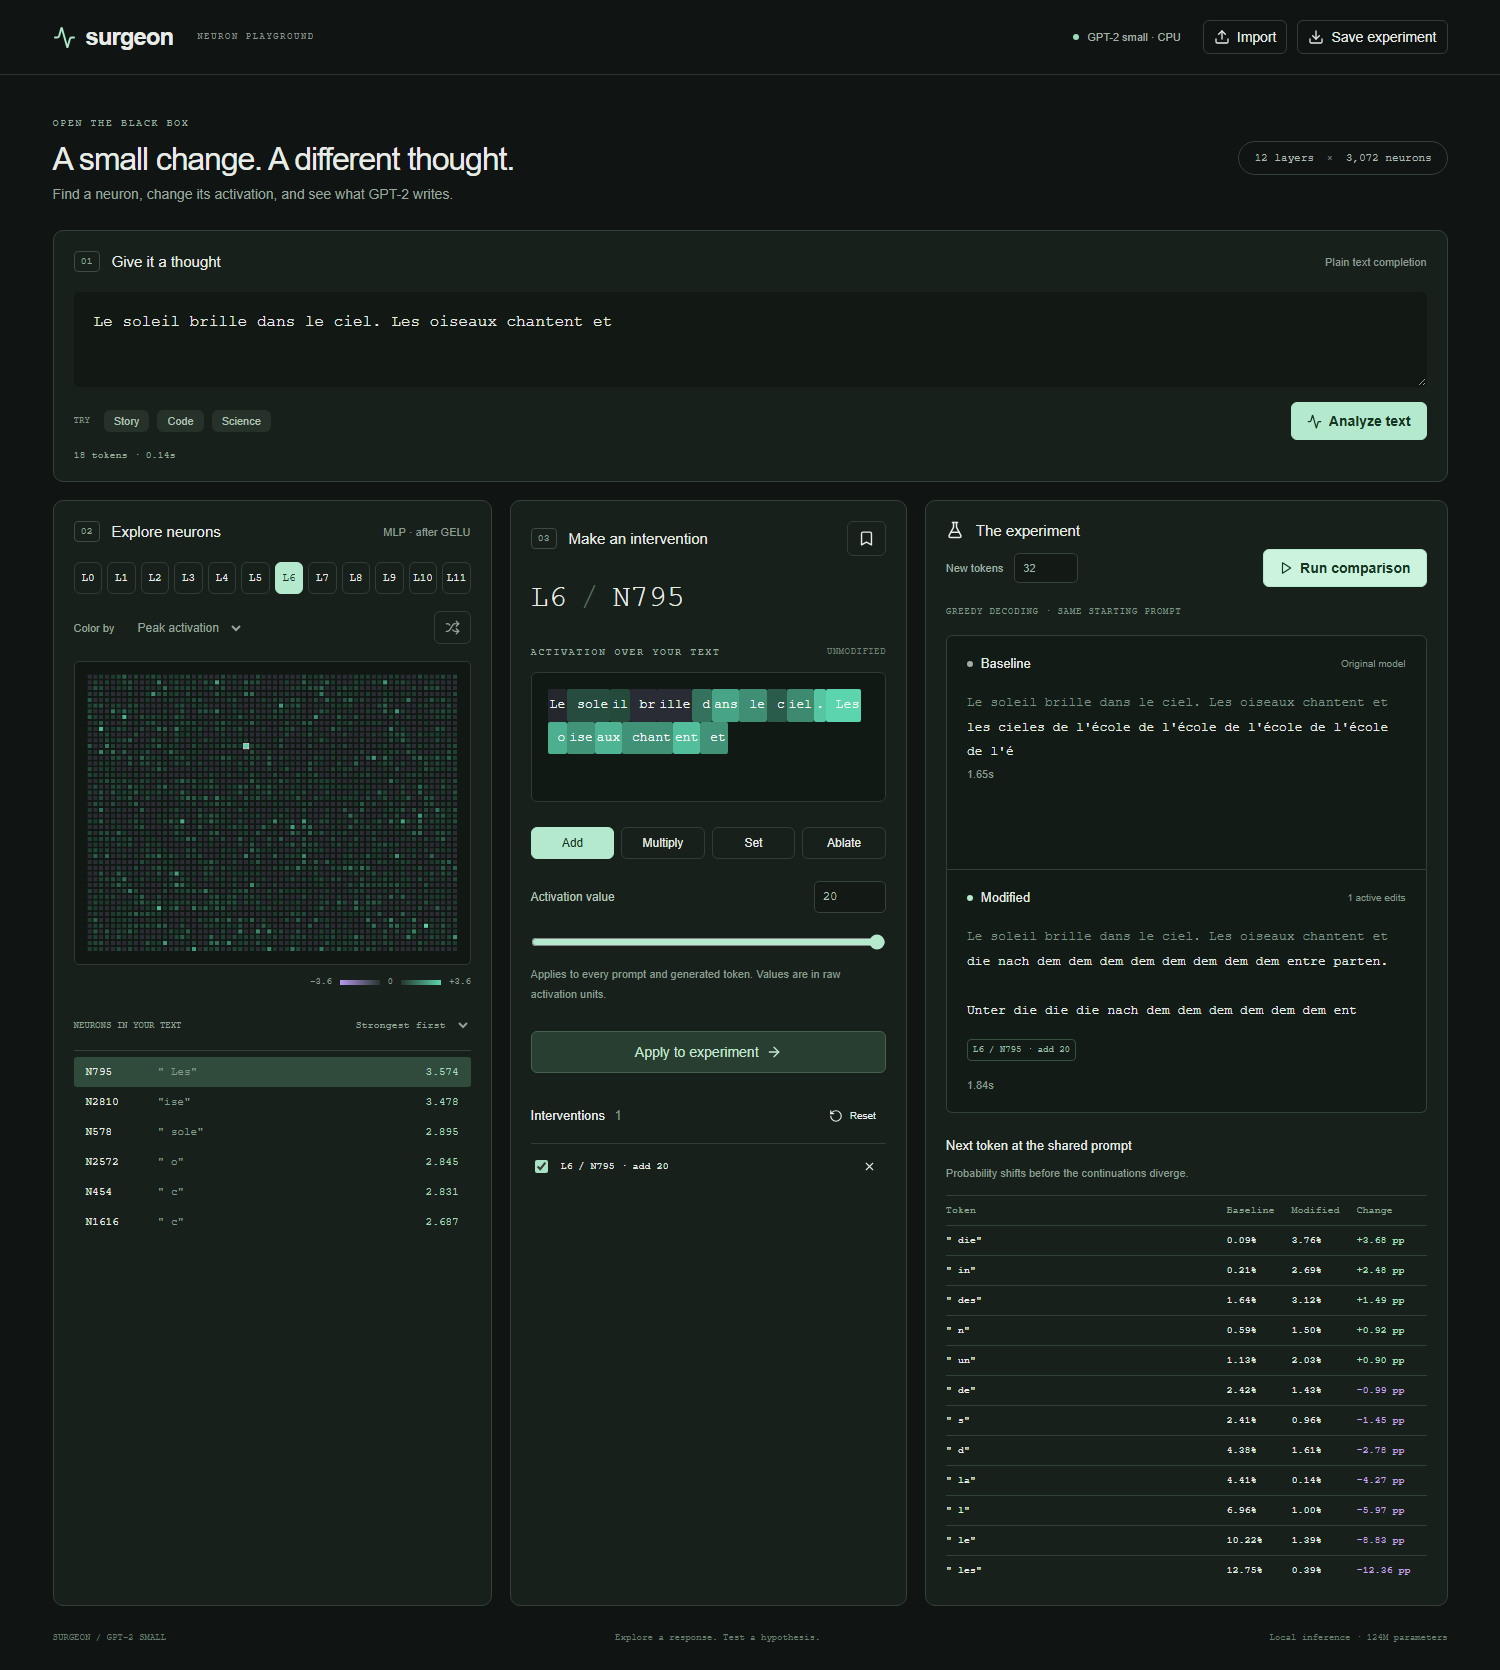 surgeon NEURON PLAYGROUND GPT-2 small · CPU Import Save experiment
OPEN THE BLACK BOX
A small change. A different thought.
12 layers × 3,072 neurons
Find a neuron, change its activation, and see what GPT-2 writes.
01 Give it a thought Plain text completion
Le soleil brille dans le ciel. Les oiseaux chantent et
TRY Story Code Science Analyze text
18 tokens · 0.14s
02 Explore neurons MLP · after GELU
L0 L1 L2 L3 L4 L5 L6 L7 L8 L9 L10 L11
Color by Peak activation
−3.6 0 +3.6
NEURONS IN YOUR TEXT Strongest first
N795 " Les" 3.574
N2810 "ise" 3.478
N578 " sole" 2.895
N2572 " o" 2.845
N454 " c" 2.831
N1616 " c" 2.687
03 Make an intervention
L6 / N795
ACTIVATION OVER YOUR TEXT UNMODIFIED
Le soleil brille dans le ciel. Les
oiseaux chantent et
Add Multiply Set Ablate
Activation value 20
Applies to every prompt and generated token. Values are in raw
activation units.
Apply to experiment
Interventions 1 Reset
L6 / N795 · add 20
The experiment
New tokens 32 Run comparison
GREEDY DECODING · SAME STARTING PROMPT
Baseline Original model
Le soleil brille dans le ciel. Les oiseaux chantent et
les cieles de l'école de l'école de l'école de l'école
de l'é
1.65s
Modified 1 active edits
Le soleil brille dans le ciel. Les oiseaux chantent et
die nach dem dem dem dem dem dem dem dem entre parten.
Unter die die die nach dem dem dem dem dem dem ent
L6 / N795 · add 20
1.84s
Next token at the shared prompt
Probability shifts before the continuations diverge.
Token Baseline Modified Change
" die" 0.09% 3.76% +3.68 pp
" in" 0.21% 2.69% +2.48 pp
" des" 1.64% 3.12% +1.49 pp
" n" 0.59% 1.50% +0.92 pp
" un" 1.13% 2.03% +0.90 pp
" de" 2.42% 1.43% −0.99 pp
" s" 2.41% 0.96% −1.45 pp
" d" 4.38% 1.61% −2.78 pp
" la" 4.41% 0.14% −4.27 pp
" l" 6.96% 1.00% −5.97 pp
" le" 10.22% 1.39% −8.83 pp
" les" 12.75% 0.39% −12.36 pp
SURGEON / GPT-2 SMALL Explore a response. Test a hypothesis. Local inference · 124M parameters